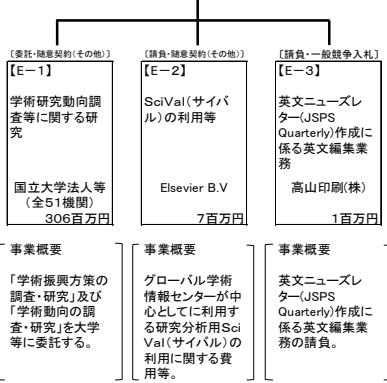 〔委託・随意契約(その他)〕
【E-1】
学術研究動向調
査等に関する研
究
国立大学法人等
(全51機関)
306百万円
事業概要
「学術振興方策の
調査・研究」及び
「学術動向の調
査・研究」を大学
等に委託する。
〔請負・随意契約(その他)〕
【E-2】
SciVal(サイバ
ル)の利用等
Elsevier B.V
7百万円
事業概要
グローバル学術
情報センターが中
心としてに利用す
る研究分析用Sci
Val(サイバル)の
利用に関する費
用等。
〔請負・一般競争入札〕
【E-3】
英文ニューズレ
ター(JSPS
Quarterly)作成に
係る英文編集業
務
高山印刷(株)
1百万円
事業概要
英文ニューズレ
ター(JSPS
Quarterly)作成に
係る英文編集業
務の請負。